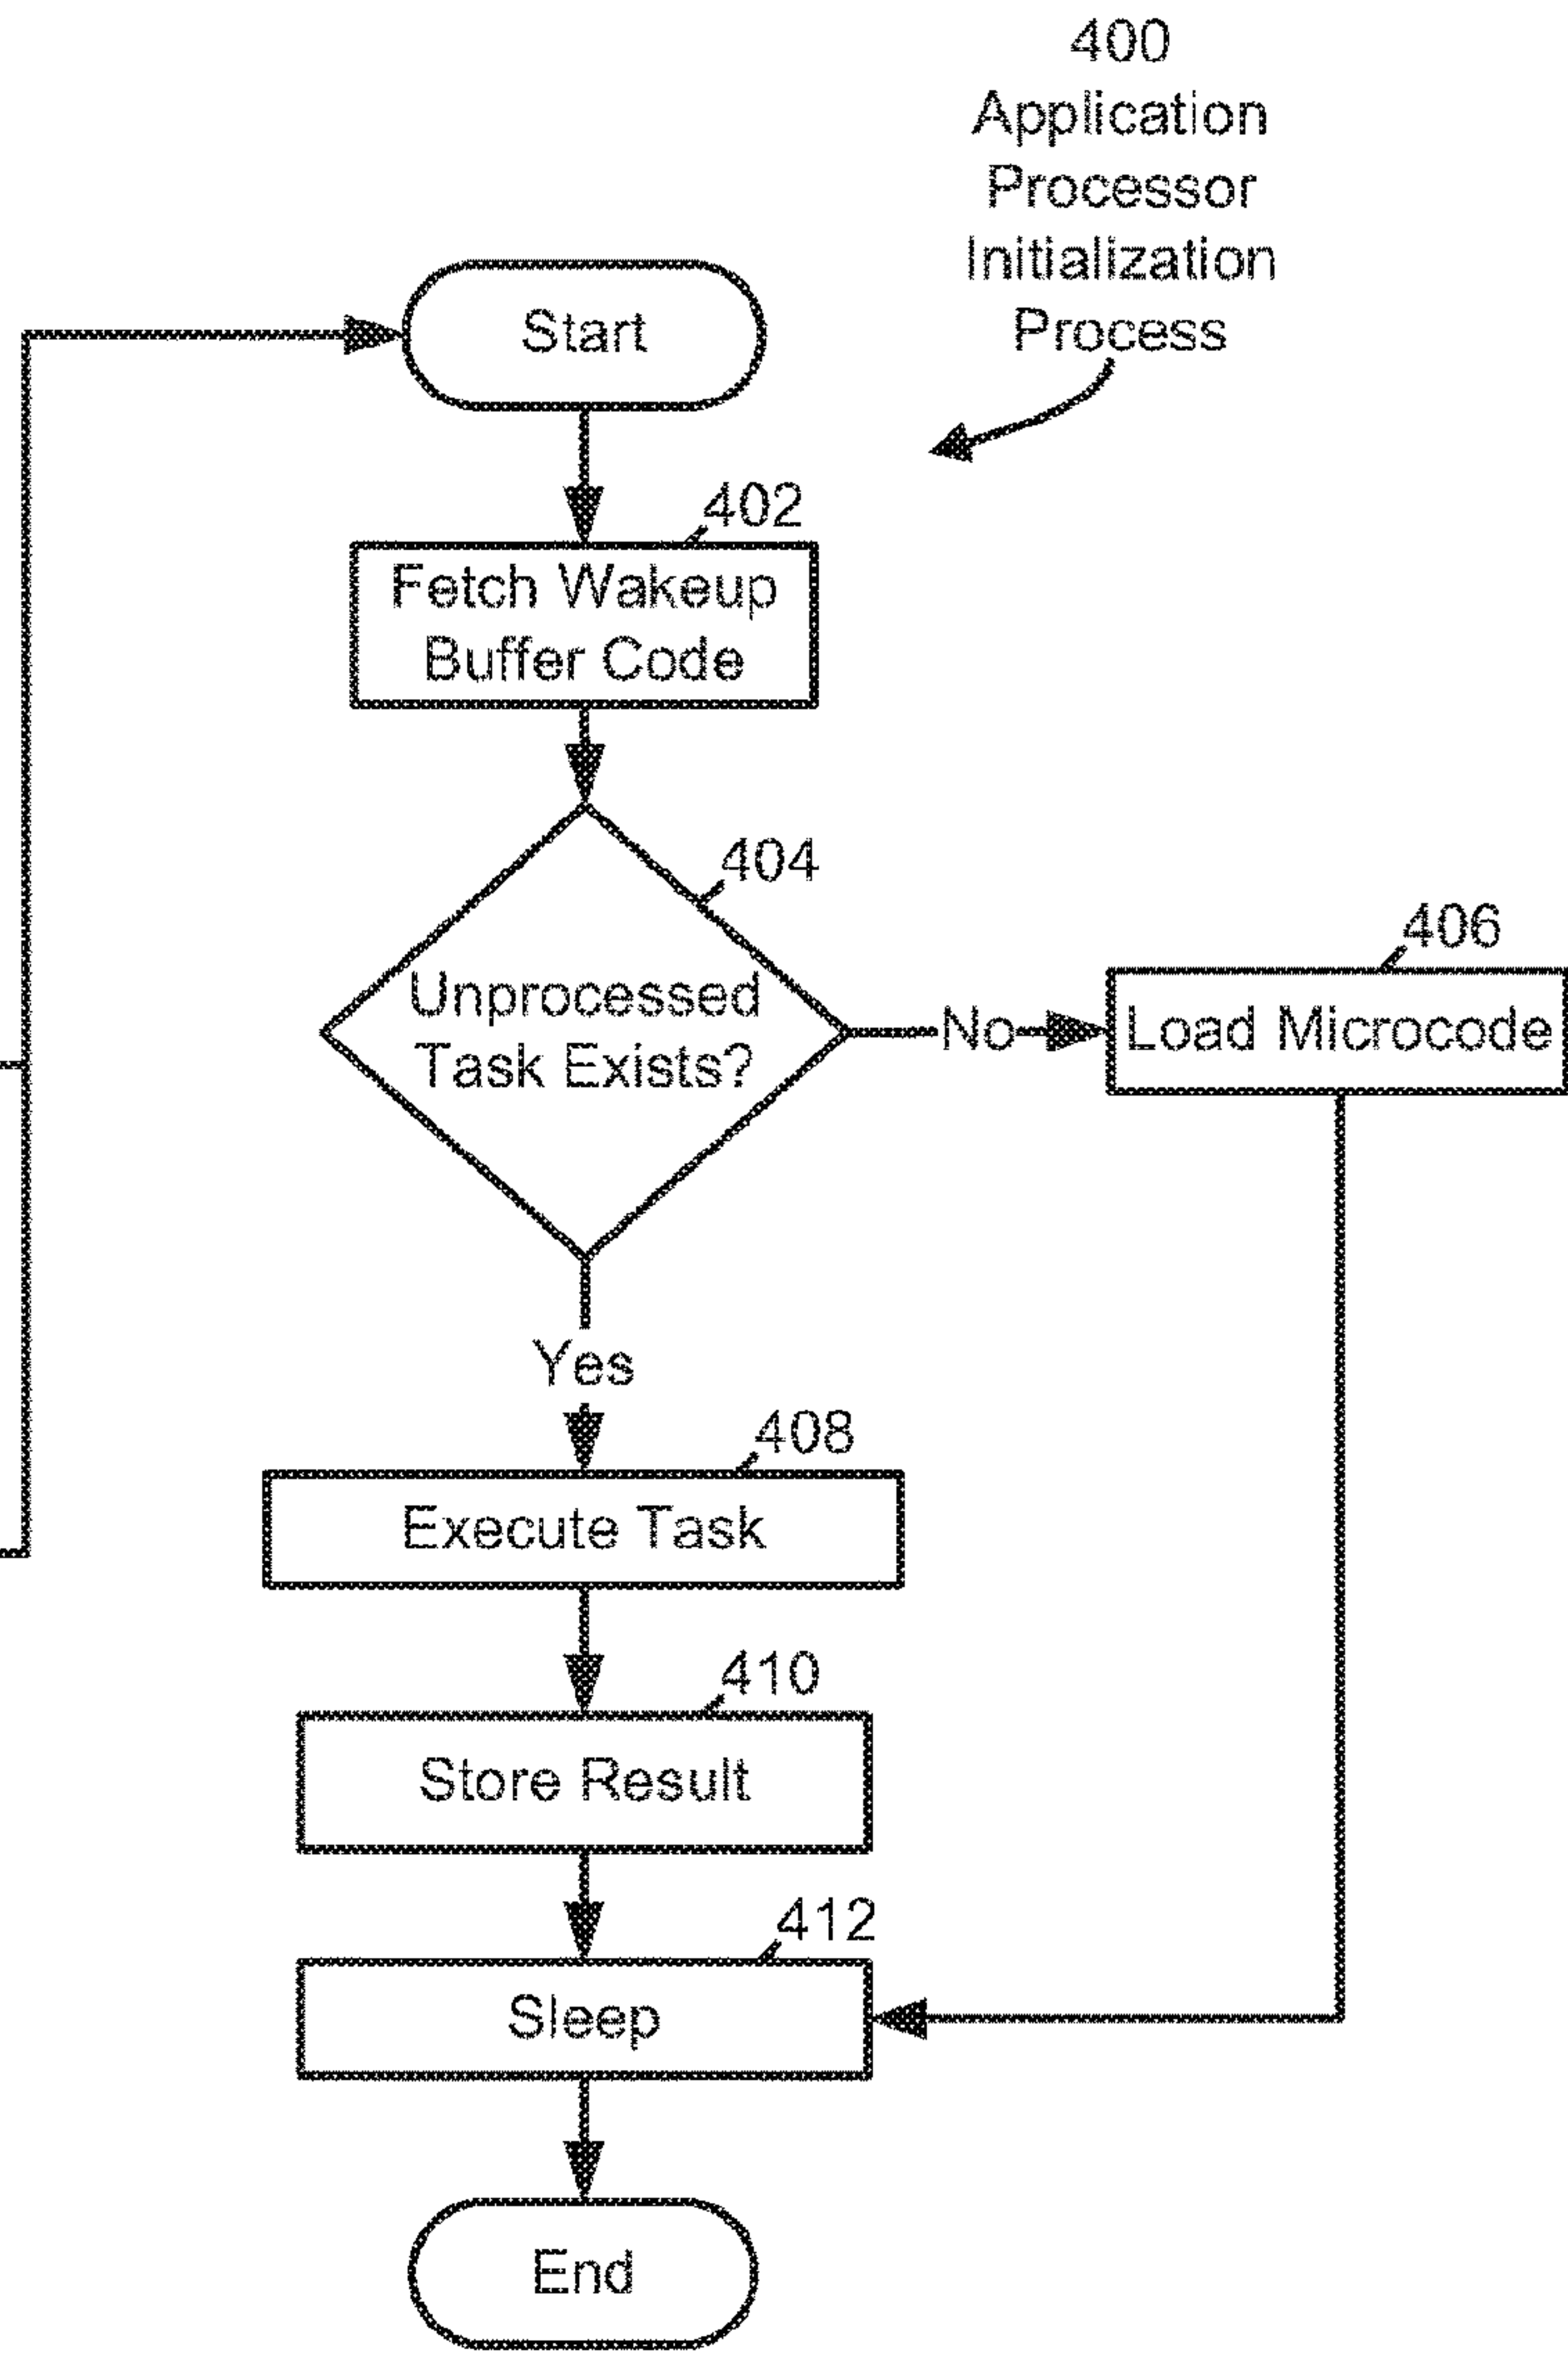 400
Application
Processor
Initialization
Process
Start
402
Fetch Wakeup
Buffer Code
404
Unprocessed
Task Exists?
No
406
Load Microcode
Yes
408
Execute Task
410
Store Result
412
Sleep
End